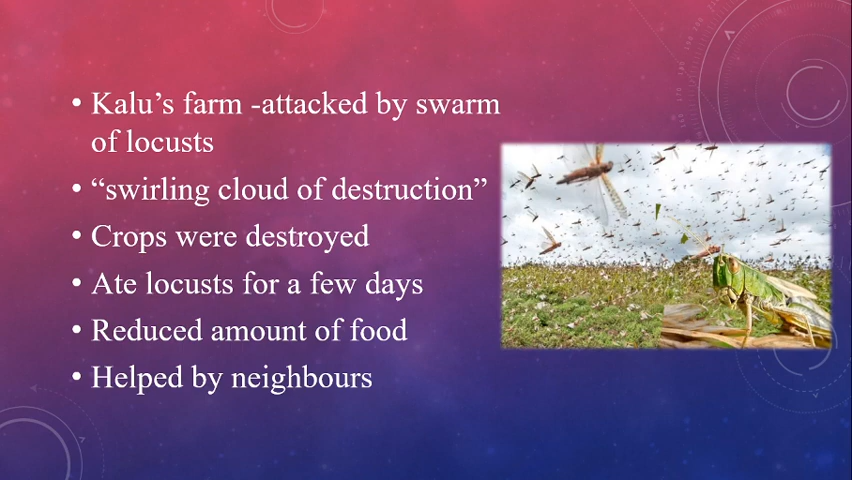 • Kalu’s farm -attacked by swarm
of locusts
• “swirling cloud of destruction”
• Crops were destroyed
• Ate locusts for a few days
• Reduced amount of food
• Helped by neighbours